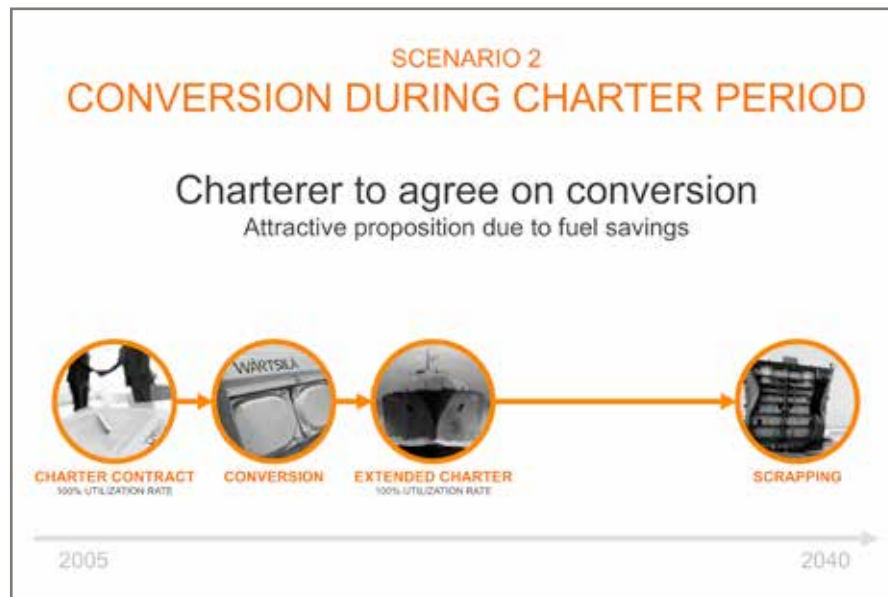 SCENARIO 2
CONVERSION DURING CHARTER PERIOD
Charterer to agree on conversion
Attractive proposition due to fuel savings
WÄRTSILÄ
CHARTER CONTRACT
100% UTILIZATION RATE
CONVERSION
EXTENDED CHARTER
100% UTILIZATION RATE
SCRAPPING
2005
2040